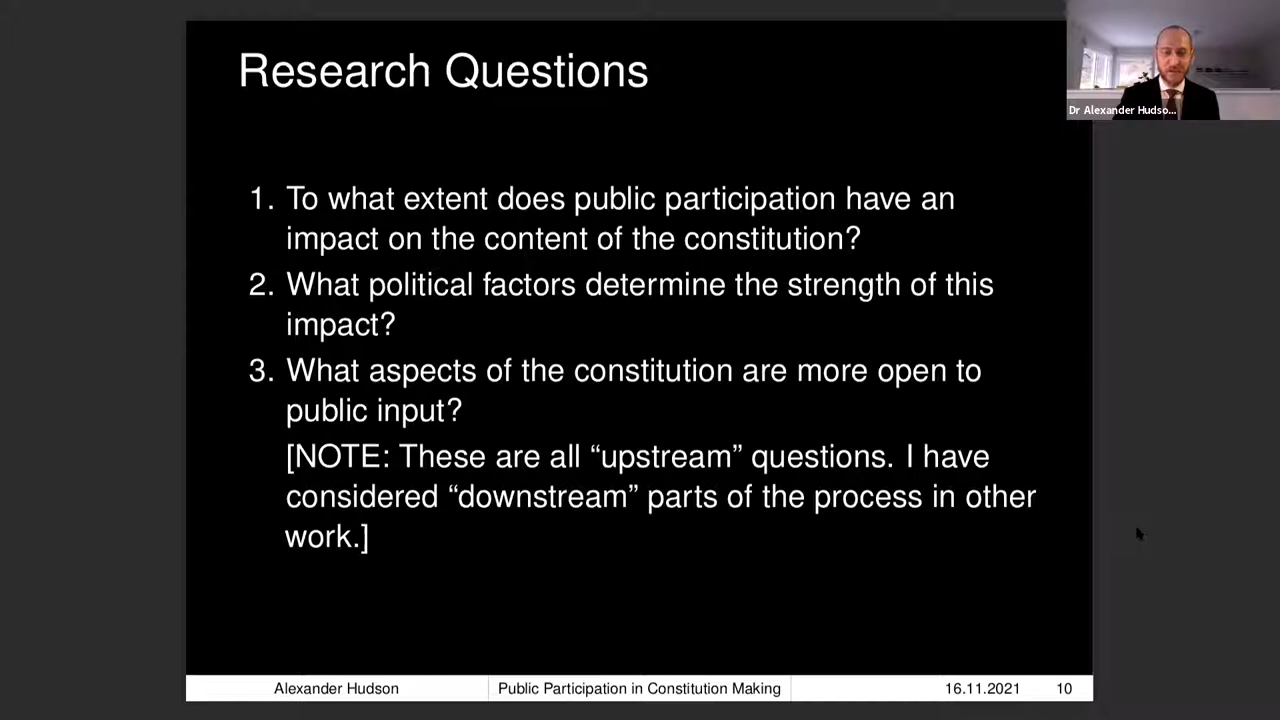 Research Questions
Dr Alexander Hudso...
1. To what extent does public participation have an
impact on the content of the constitution?
2. What political factors determine the strength of this
impact?
3. What aspects of the constitution are more open to
public input?
[NOTE: These are all “upstream” questions. I have
considered “downstream” parts of the process in other
work.]
Alexander Hudson
Public Participation in Constitution Making
16.11.2021
10